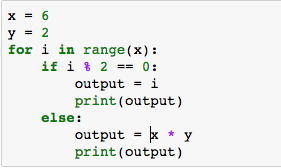 x = 6
y = 2
for i in range(x):
    if i % 2 == 0:
        output = i
        print(output)
    else:
        output = x * y
        print(output)